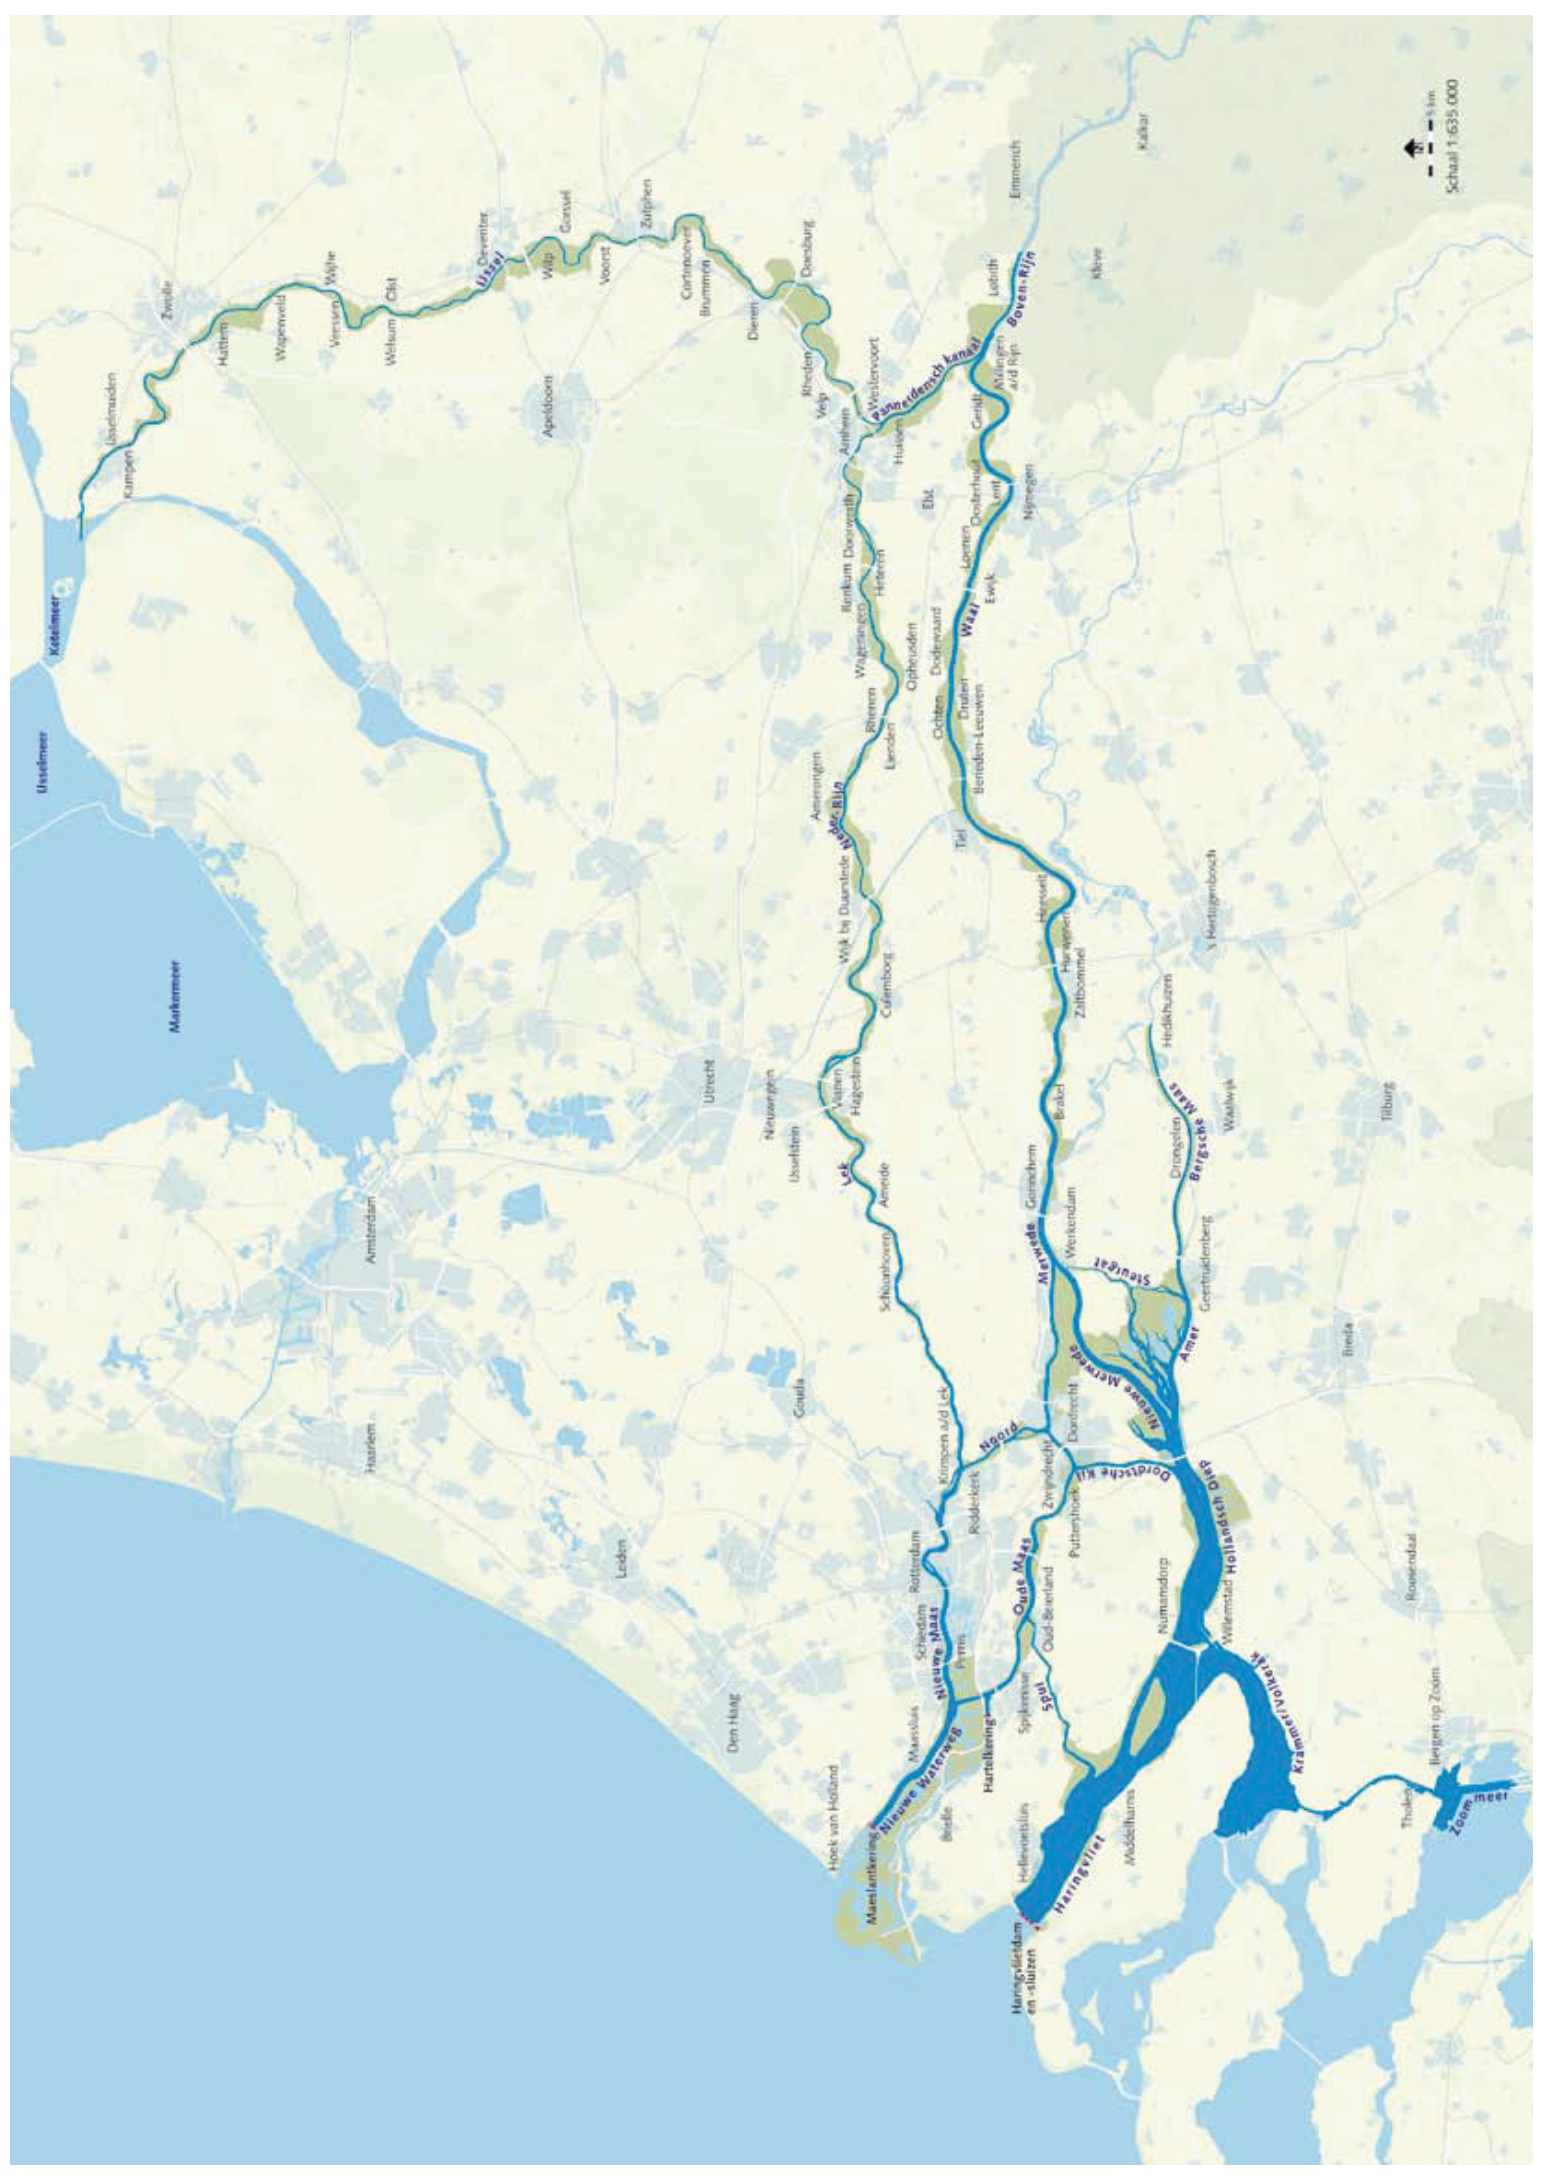 IJsselmeer
Ketelmeer
Markermeer
Kampen
IJsselmuiden
Zwolle
Hattem
Wapenveld
Veessen
Wijhe
Welsum
Olst
Deventer
IJssel
Wilp
Gorssel
Voorst
Zutphen
Cortenoever
Brummen
Dieren
Doesburg
Rheden
Velp
Apeldoorn
Westervoort
Arnhem
Huissen
Pannerdensch kanaal
Lobith
Boven-Rijn
Emmerich
Kalkar
Kleve
Millingen
a/d Rijn
Gendt
Oosterhout
Lent
Nijmegen
Elst
Loenen
Ewijk
Waal
Doorwerth
Renkum
Heteren
Wageningen
Opheusden
Dodewaard
Ochten
Druten
Beneden-Leeuwen
Rhenen
Lienden
Amerongen
Neder-Rijn
Tiel
Wijk bij Duurstede
Culemborg
Heesselt
Hurwenen
Zaltbommel
's Hertogenbosch
Hedikhuizen
Utrecht
Nieuwegein
IJsselstein
Vianen
Hagestein
Lek
Ameide
Schoonhoven
Brakel
Gorinchem
Werkendam
Merwede
Waalwijk
Drongelen
Bergsche Maas
Tilburg
Geertruidenberg
Steurgat
Amer
Breda
Nieuwe Merwede
Amsterdam
Haarlem
Gouda
Leiden
Den Haag
Krimpen a/d Lek
Noord
Ridderkerk
Dordrecht
Zwijndrecht
Dordtsche Kil
Puttershoek
Oude Maas
Oud-Beierland
Rotterdam
Schiedam
Nieuwe Maas
Pernis
Hollandsch Diep
Numansdorp
Willemstad
Roosendaal
Krammer/Volkerak
Bergen op Zoom
Tholen
Zoom
meer
Spijkenisse
Spui
Maassluis
Nieuwe Waterweg
Hartelkering
Brielle
Hoek van Holland
Maeslantkering
Hellevoetsluis
Middelharnis
Haringvliet
Haringvlietdam
en -sluizen
5 km
Schaal 1:635.000